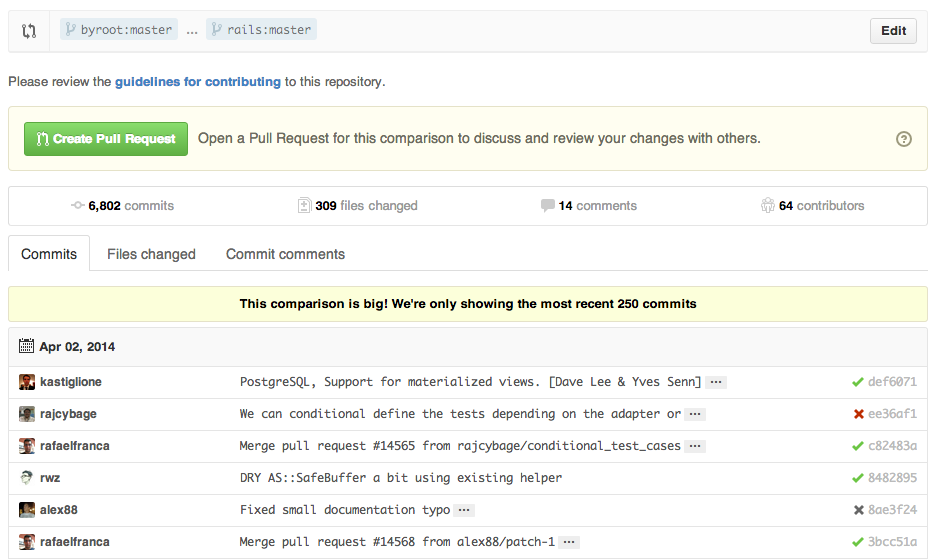 byroot:master ... rails:master Edit
Please review the guidelines for contributing to this repository.
Create Pull Request Open a Pull Request for this comparison to discuss and review your changes with others. ?
6,802 commits 309 files changed 14 comments 64 contributors
Commits Files changed Commit comments
This comparison is big! We're only showing the most recent 250 commits
Apr 02, 2014
kastiglione PostgreSQL, Support for materialized views. [Dave Lee & Yves Senn] ... def6071
rajcybage We can conditional define the tests depending on the adapter or ... ee36af1
rafaelfranca Merge pull request #14565 from rajcybage/conditional_test_cases ... c82483a
rwz DRY AS::SafeBuffer a bit using existing helper 8482895
alex88 Fixed small documentation typo ... 8ae3f24
rafaelfranca Merge pull request #14568 from alex88/patch-1 ... 3bcc51a